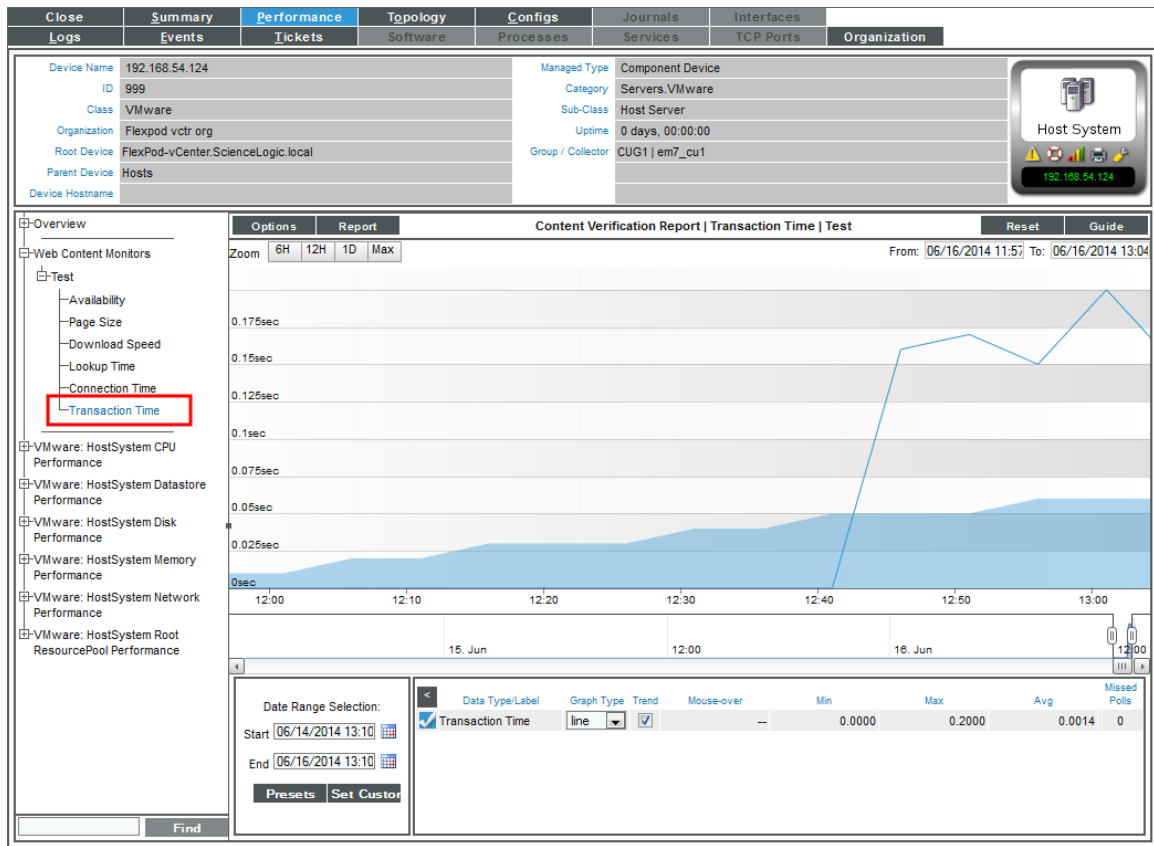 Close Summary Performance Topology Configs Journals Interfaces
Logs Events Tickets Software Processes Services TCP Ports Organization
Device Name 192.168.54.124 Managed Type Component Device
ID 999 Category Servers.VMware
Class VMware Sub-Class Host Server
Organization Flexpod vctr org Uptime 0 days, 00:00:00
Root Device FlexPod-vCenter.ScienceLogic.local Group / Collector CUG1 | em7_cu1
Parent Device Hosts
Device Hostname
Host System
192.168.54.124
Overview
Web Content Monitors
Test
Availability
Page Size
Download Speed
Lookup Time
Connection Time
Transaction Time
VMware: HostSystem CPU
Performance
VMware: HostSystem Datastore
Performance
VMware: HostSystem Disk
Performance
VMware: HostSystem Memory
Performance
VMware: HostSystem Network
Performance
VMware: HostSystem Root
ResourcePool Performance
Find
Options Report Content Verification Report | Transaction Time | Test Reset Guide
Zoom 6H 12H 1D Max From: 06/16/2014 11:57 To: 06/16/2014 13:04
0.175sec
0.15sec
0.125sec
0.1sec
0.075sec
0.05sec
0.025sec
0sec
12:00 12:10 12:20 12:30 12:40 12:50 13:00
15. Jun 12:00 16. Jun 12:00
Date Range Selection:
Start 06/14/2014 13:10
End 06/16/2014 13:10
Presets Set Custor
< Data Type/Label Graph Type Trend Mouse-over Min Max Avg Missed Polls
Transaction Time line -- 0.0000 0.2000 0.0014 0